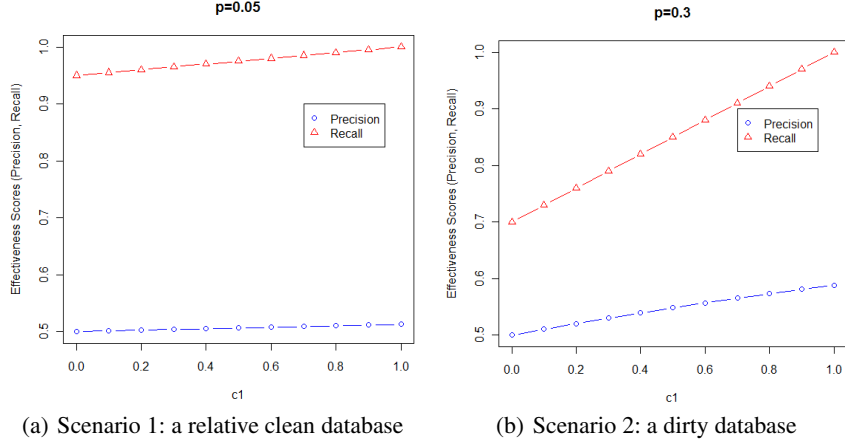 p=0.05
Effectiveness Scores (Precision, Recall)
1.0
0.9
0.8
0.7
0.6
0.5
Precision
Recall
0.0 0.2 0.4 0.6 0.8 1.0
c1
(a) Scenario 1: a relative clean database
p=0.3
Effectiveness Scores (Precision, Recall)
1.0
0.9
0.8
0.7
0.6
0.5
Precision
Recall
0.0 0.2 0.4 0.6 0.8 1.0
c1
(b) Scenario 2: a dirty database